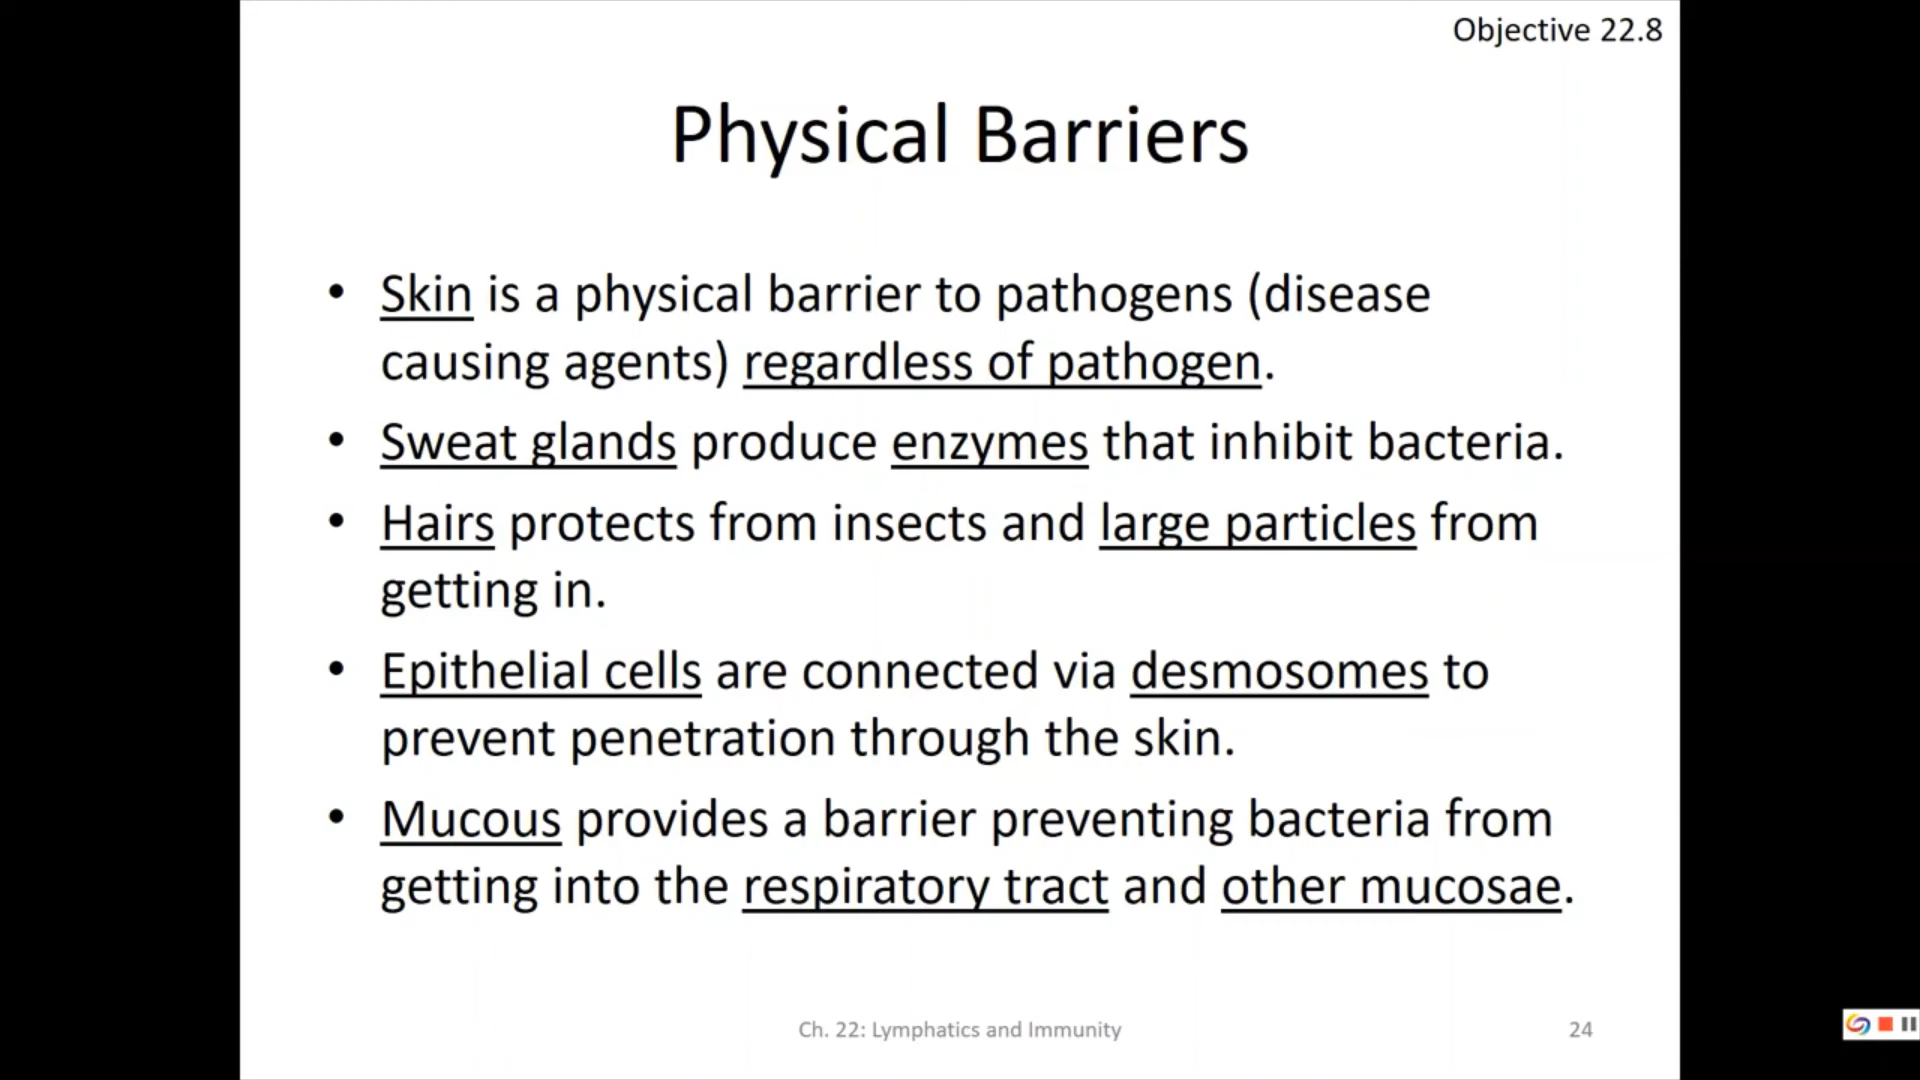 Objective 22.8
Physical Barriers
• Skin is a physical barrier to pathogens (disease
causing agents) regardless of pathogen.
• Sweat glands produce enzymes that inhibit bacteria.
• Hairs protects from insects and large particles from
getting in.
• Epithelial cells are connected via desmosomes to
prevent penetration through the skin.
• Mucous provides a barrier preventing bacteria from
getting into the respiratory tract and other mucosae.
Ch. 22: Lymphatics and Immunity
24